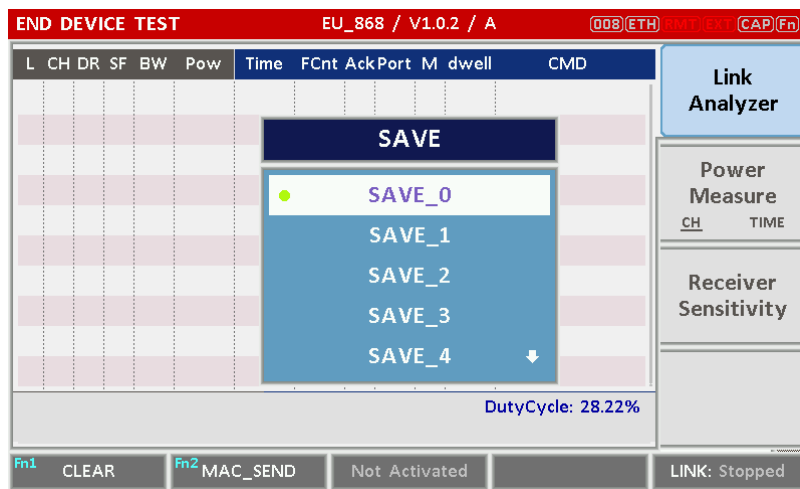 END DEVICE TEST EU_868 / V1.0.2 / A 008 ETH RMT EXT CAP Fn
L CH DR SF BW Pow Time FCnt Ack Port M dwell CMD
Link
Analyzer
SAVE
SAVE_0
SAVE_1
SAVE_2
SAVE_3
SAVE_4
Power
Measure
CH TIME
Receiver
Sensitivity
DutyCycle: 28.22%
Fn1 CLEAR Fn2 MAC_SEND Not Activated LINK: Stopped